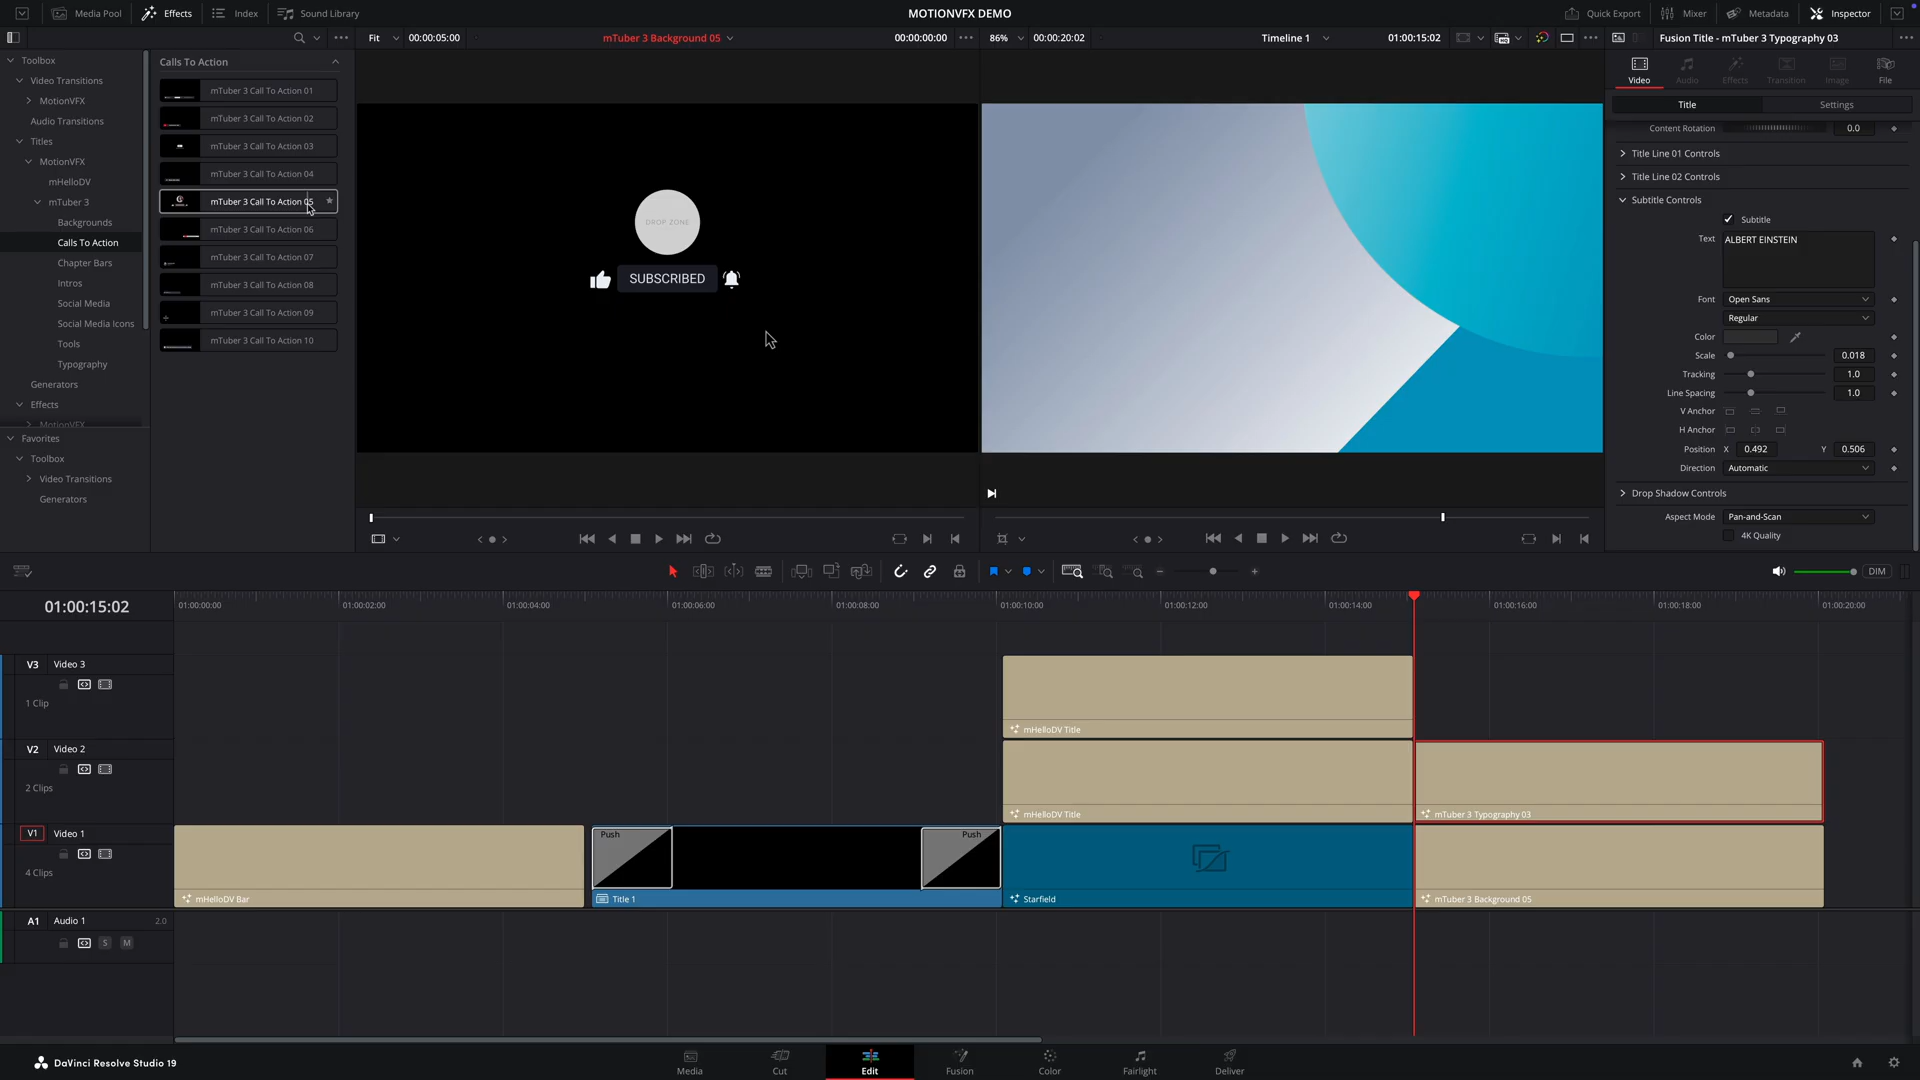 Media Pool
Effects
Index
Sound Library
MOTIONVFX DEMO
Quick Export
Mixer
Metadata
Inspector
Fit
00:00:05:00
mTuber 3 Background 05
00:00:00:00
86%
00:00:20:02
Timeline 1
01:00:15:02
Fusion Title - mTuber 3 Typography 03
Toolbox
Video Transitions
MotionVFX
Audio Transitions
Titles
MotionVFX
mHelloDV
mTuber 3
Backgrounds
Calls To Action
Chapter Bars
Intros
Social Media
Social Media Icons
Tools
Typography
Generators
Effects
MotionVFX
Favorites
Toolbox
Video Transitions
Generators
Calls To Action
mTuber 3 Call To Action 01
mTuber 3 Call To Action 02
mTuber 3 Call To Action 03
mTuber 3 Call To Action 04
mTuber 3 Call To Action 05
mTuber 3 Call To Action 06
mTuber 3 Call To Action 07
mTuber 3 Call To Action 08
mTuber 3 Call To Action 09
mTuber 3 Call To Action 10
DROP ZONE
SUBSCRIBED
Video
Audio
Effects
Transition
Image
File
Title
Settings
Content Rotation 0.0
Title Line 01 Controls
Title Line 02 Controls
Subtitle Controls
Subtitle
Text ALBERT EINSTEIN
Font Open Sans
Regular
Color
Scale 0.018
Tracking 1.0
Line Spacing 1.0
V Anchor
H Anchor
Position X 0.492 Y 0.506
Direction Automatic
Drop Shadow Controls
Aspect Mode Pan-and-Scan
4K Quality
DIM
01:00:15:02
01:00:00:00
01:00:02:00
01:00:04:00
01:00:06:00
01:00:08:00
01:00:10:00
01:00:12:00
01:00:14:00
01:00:16:00
01:00:18:00
01:00:20:00
V3 Video 3
1 Clip
mHelloDV Title
V2 Video 2
2 Clips
mHelloDV Title
mTuber 3 Typography 03
V1 Video 1
4 Clips
Push
Push
mHelloDV Bar
Title 1
Starfield
mTuber 3 Background 05
A1 Audio 1 2.0
S M
DaVinci Resolve Studio 19
Media
Cut
Edit
Fusion
Color
Fairlight
Deliver